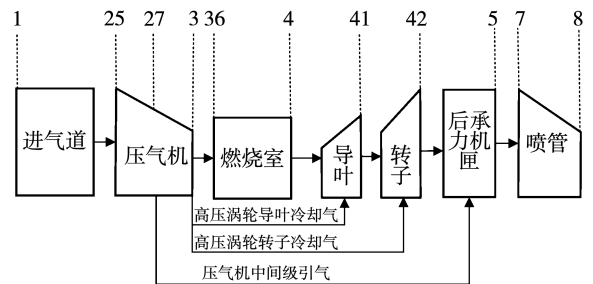 1 25 27 3 36 4 41 42 5 7 8
进气道
压气机
燃烧室
导
叶
转
子
后承
力机
匣
喷管
高压涡轮导叶冷却气
高压涡轮转子冷却气
压气机中间级引气